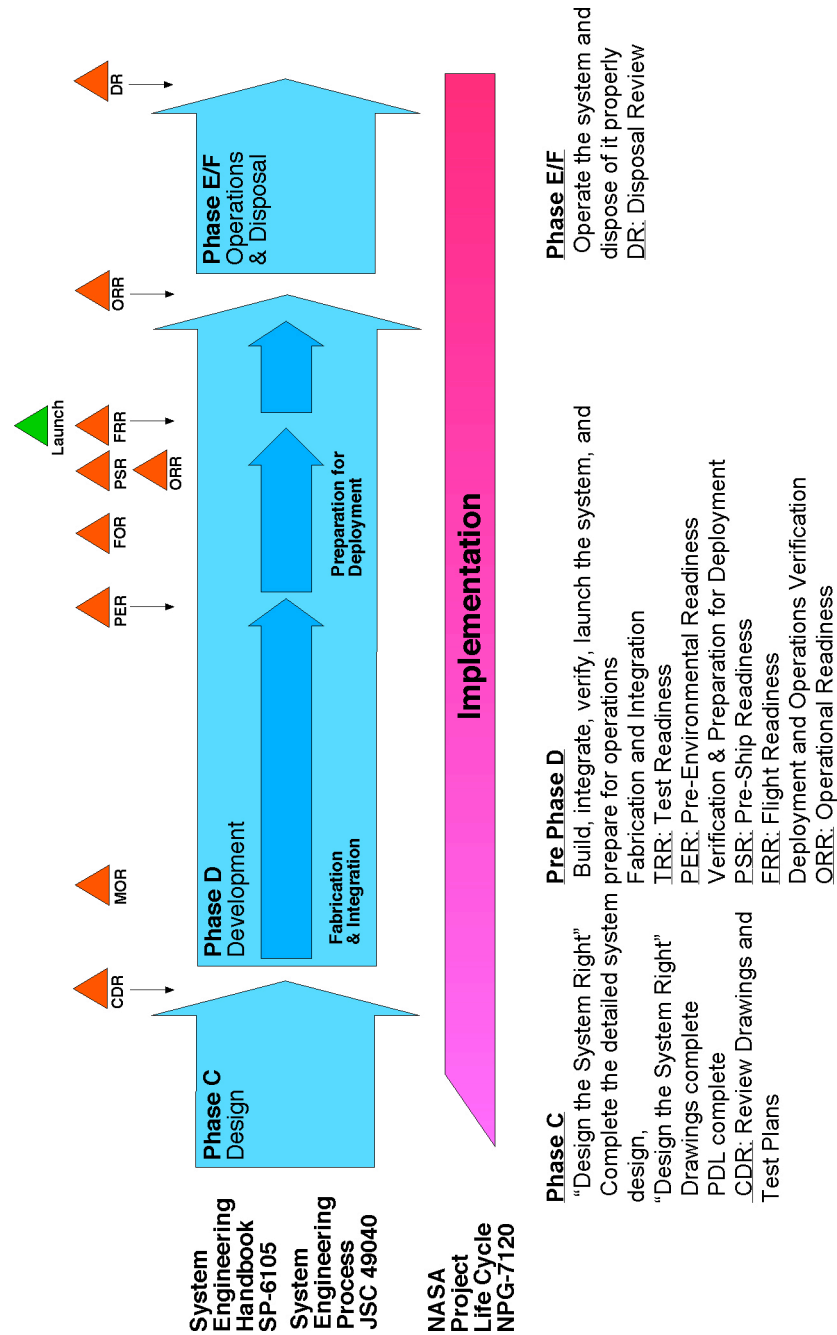 CDR
MOR
PER
FOR
PSR
ORR
Launch
FRR
ORR
DR
System
Engineering
Handbook
SP-6105
System
Engineering
Process
JSC 49040
Phase C
Design
Phase D
Development
Fabrication
& Integration
Preparation for
Deployment
Phase E/F
Operations
& Disposal
NASA
Project
Life Cycle
NPG-7120
Implementation
Phase C
“Design the System Right”
Complete the detailed system
design,
“Design the System Right”
Drawings complete
PDL complete
CDR: Review Drawings and
Test Plans
Pre Phase D
Build, integrate, verify, launch the system, and
prepare for operations
Fabrication and Integration
TRR: Test Readiness
PER: Pre-Environmental Readiness
Verification & Preparation for Deployment
PSR: Pre-Ship Readiness
FRR: Flight Readiness
Deployment and Operations Verification
ORR: Operational Readiness
Phase E/F
Operate the system and
dispose of it properly
DR: Disposal Review